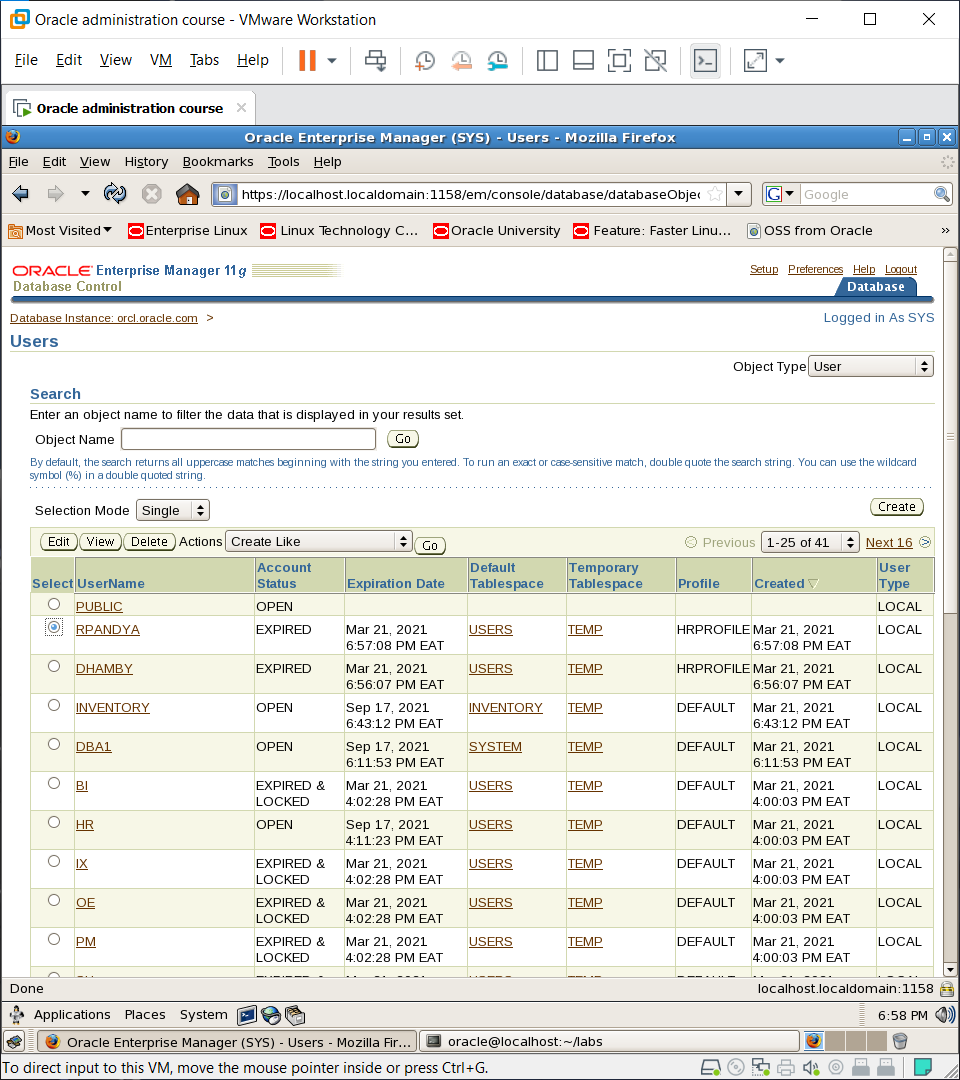 Oracle administration course - VMware Workstation
File Edit View VM Tabs Help
Oracle administration course
Oracle Enterprise Manager (SYS) - Users - Mozilla Firefox
File Edit View History Bookmarks Tools Help
https://localhost.localdomain:1158/em/console/database/databaseObjec
G Google
Most Visited Enterprise Linux Linux Technology C... Oracle University Feature: Faster Linu... OSS from Oracle »
ORACLE Enterprise Manager 11g
Database Control
Setup Preferences Help Logout
Database
Database Instance: orcl.oracle.com >
Logged in As SYS
Users
Object Type User
Search
Enter an object name to filter the data that is displayed in your results set.
Object Name Go
By default, the search returns all uppercase matches beginning with the string you entered. To run an exact or case-sensitive match, double quote the search string. You can use the wildcard
symbol (%) in a double quoted string.
Selection Mode Single Create
Edit View Delete Actions Create Like Go Previous 1-25 of 41 Next 16
Select UserName Account Status Expiration Date Default Tablespace Temporary Tablespace Profile Created User Type
PUBLIC OPEN LOCAL
RPANDYA EXPIRED Mar 21, 2021 6:57:08 PM EAT USERS TEMP HRPROFILE Mar 21, 2021 6:57:08 PM EAT LOCAL
DHAMBY EXPIRED Mar 21, 2021 6:56:07 PM EAT USERS TEMP HRPROFILE Mar 21, 2021 6:56:07 PM EAT LOCAL
INVENTORY OPEN Sep 17, 2021 6:43:12 PM EAT INVENTORY TEMP DEFAULT Mar 21, 2021 6:43:12 PM EAT LOCAL
DBA1 OPEN Sep 17, 2021 6:11:53 PM EAT SYSTEM TEMP DEFAULT Mar 21, 2021 6:11:53 PM EAT LOCAL
BI EXPIRED & LOCKED Mar 21, 2021 4:02:28 PM EAT USERS TEMP DEFAULT Mar 21, 2021 4:00:03 PM EAT LOCAL
HR OPEN Sep 17, 2021 4:11:23 PM EAT USERS TEMP DEFAULT Mar 21, 2021 4:00:03 PM EAT LOCAL
IX EXPIRED & LOCKED Mar 21, 2021 4:02:28 PM EAT USERS TEMP DEFAULT Mar 21, 2021 4:00:03 PM EAT LOCAL
OE EXPIRED & LOCKED Mar 21, 2021 4:02:28 PM EAT USERS TEMP DEFAULT Mar 21, 2021 4:00:03 PM EAT LOCAL
PM EXPIRED & LOCKED Mar 21, 2021 4:02:28 PM EAT USERS TEMP DEFAULT Mar 21, 2021 4:00:03 PM EAT LOCAL
Done localhost.localdomain:1158
Applications Places System 6:58 PM
Oracle Enterprise Manager (SYS) - Users - Mozilla Fir... oracle@localhost:~/labs
To direct input to this VM, move the mouse pointer inside or press Ctrl+G.